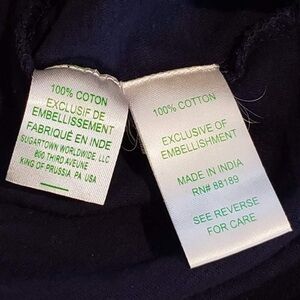 100% COTON
EXCLUSIF DE
EMBELLISSEMENT
FABRIQUÉ EN INDE
SUGARTOWN WORLDWIDE LLC
800 THIRD AVEUNE
KING OF PRUSSIA PA USA
100% COTTON
EXCLUSIVE OF
EMBELLISHMENT
MADE IN INDIA
RN# 88189
SEE REVERSE
FOR CARE